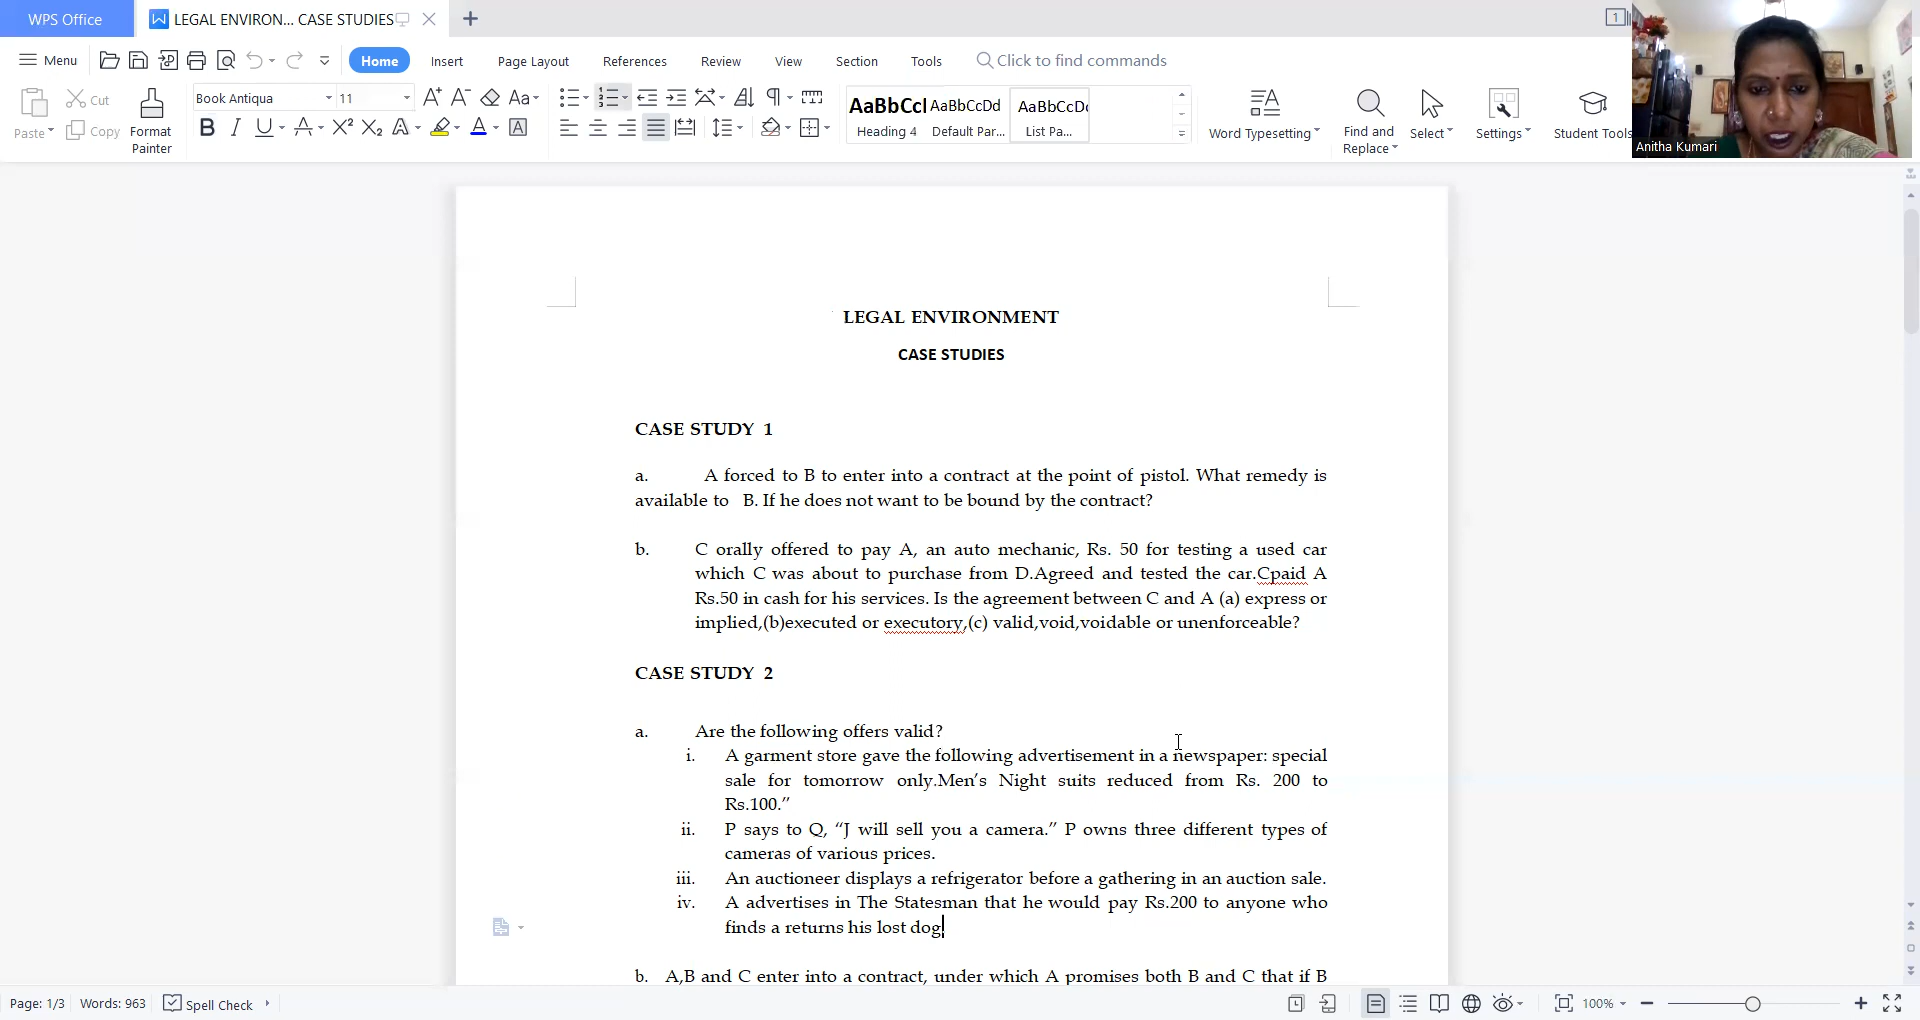 WPS Office
LEGAL ENVIRON... CASE STUDIES
1
Menu
Home
Insert
Page Layout
References
Review
View
Section
Tools
Click to find commands
Paste
Cut
Copy
Format
Painter
Book Antiqua
11
AaBbCcI
Heading 4
AaBbCcDd
Default Par...
AaBbCcDc
List Pa...
Word Typesetting
Find and
Replace
Select
Settings
Student Tools
Anitha Kumari
LEGAL ENVIRONMENT
CASE STUDIES
CASE STUDY 1
a. A forced to B to enter into a contract at the point of pistol. What remedy is
available to B. If he does not want to be bound by the contract?
b. C orally offered to pay A, an auto mechanic, Rs. 50 for testing a used car
which C was about to purchase from D.Agreed and tested the car.Cpaid A
Rs.50 in cash for his services. Is the agreement between C and A (a) express or
implied,(b)executed or executory,(c) valid,void,voidable or unenforceable?
CASE STUDY 2
a. Are the following offers valid?
i. A garment store gave the following advertisement in a newspaper: special
sale for tomorrow only.Men’s Night suits reduced from Rs. 200 to
Rs.100.”
ii. P says to Q, “J will sell you a camera.” P owns three different types of
cameras of various prices.
iii. An auctioneer displays a refrigerator before a gathering in an auction sale.
iv. A advertises in The Statesman that he would pay Rs.200 to anyone who
finds a returns his lost dog.
b. A,B and C enter into a contract, under which A promises both B and C that if B
Page: 1/3
Words: 963
Spell Check
100%